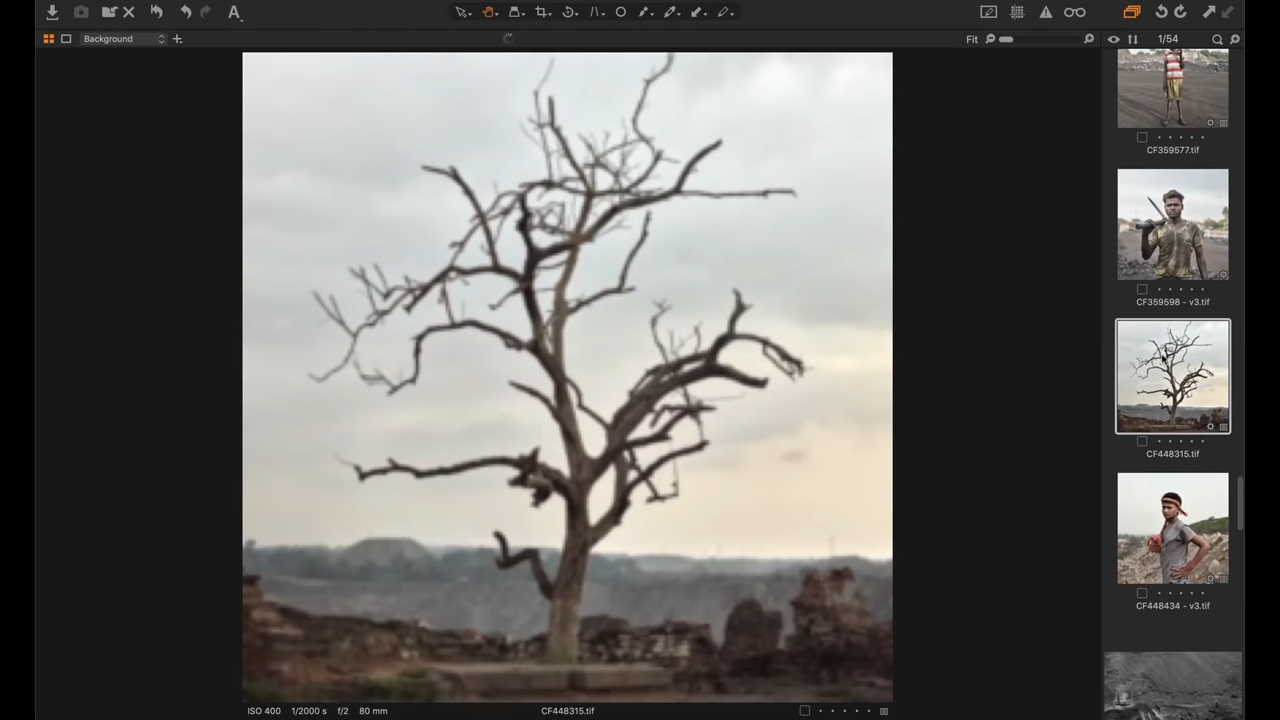 A
Background
Fit
1/54
CF359577.tif
CF359598 - v3.tif
CF448315.tif
CF448434 - v3.tif
ISO 400 1/2000 s f/2 80 mm
CF448315.tif